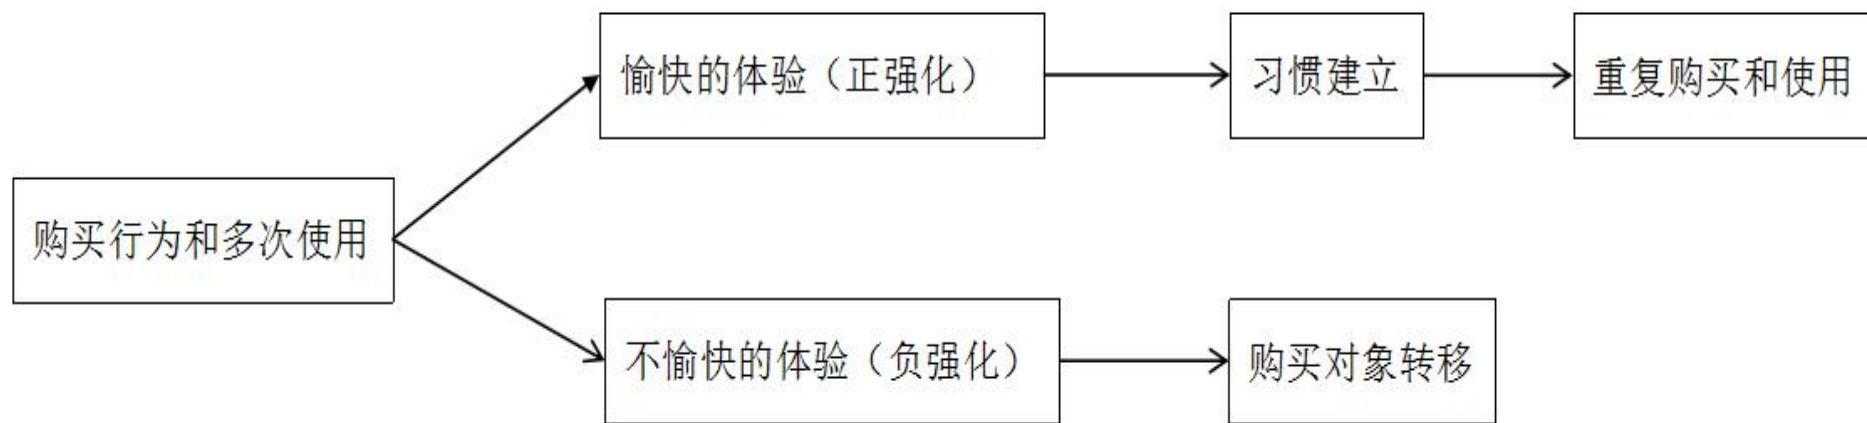 愉快的体验（正强化）
习惯建立
重复购买和使用
购买行为和多次使用
不愉快的体验（负强化）
购买对象转移